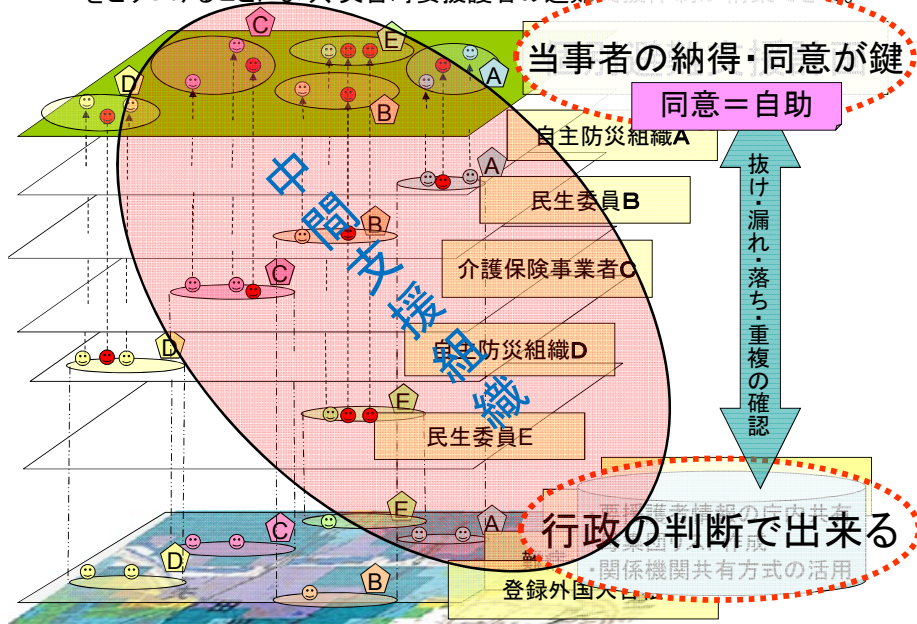 当事者の納得・同意が鍵
同意＝自助
C
E
A
D
B
自主防災組織A
A
民生委員B
B
介護保険事業者C
C
自主防災組織D
D
民生委員E
E
中間支援組織
抜け・漏れ・落ち・重複の確認
行政の判断で出来る
・関係機関共有方式の活用
登録外国人台
E
A
C
D
B